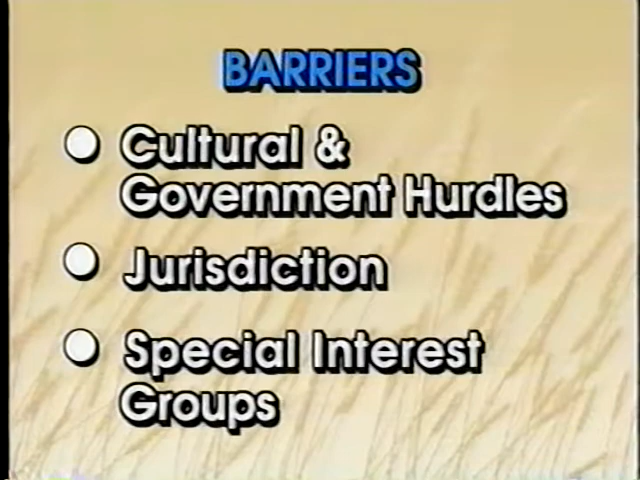 BARRIERS
Cultural &
Government Hurdles
Jurisdiction
Special Interest
Groups